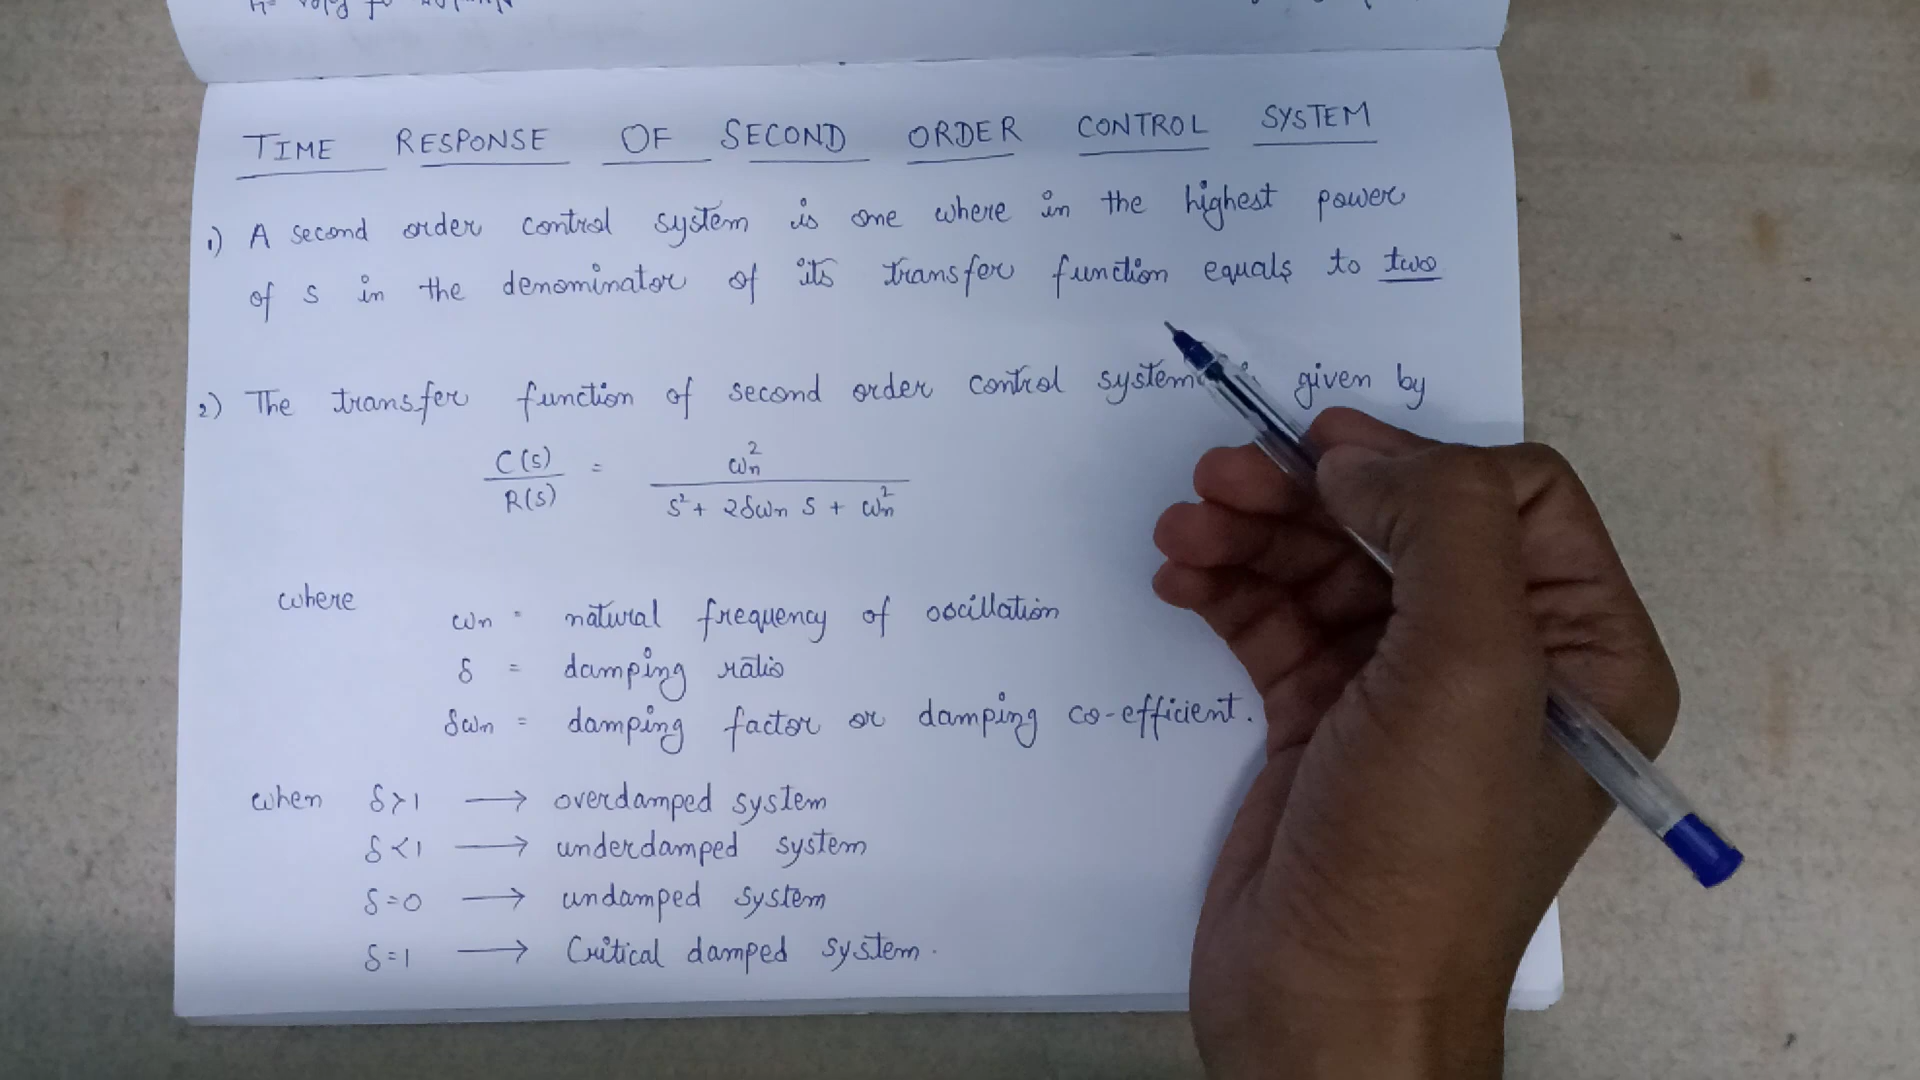 TIME RESPONSE OF SECOND ORDER CONTROL SYSTEM
1) A second order control system is one where in the highest power
of s in the denominator of its transfer function equals to two
2) The transfer function of second order control system given by
C(s)/R(s) = ωn²/(s² + 2δωn s + ωn²)
where
ωn = natural frequency of oscillation
δ = damping ratio
δωn = damping factor or damping co-efficient.
when δ>1 → overdamped system
δ<1 → underdamped system
δ=0 → undamped system
δ=1 → Critical damped system.